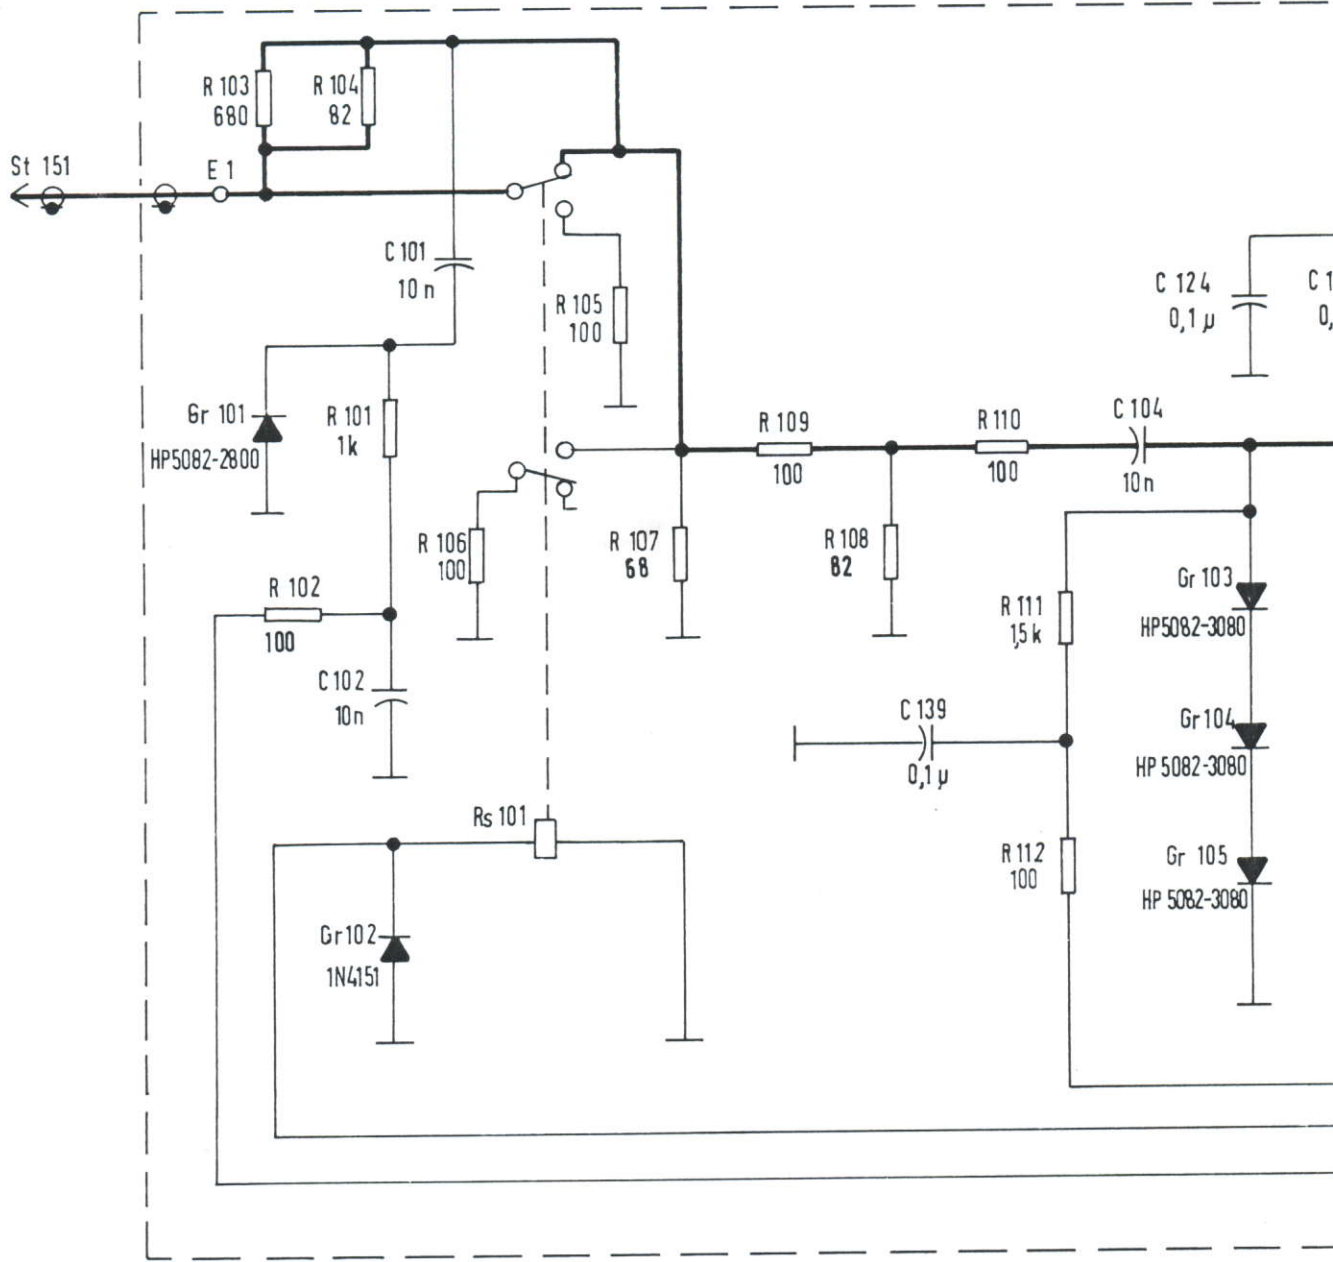 R 103
680
R 104
82
St 151
E 1
C 101
10 n
R 105
100
C 124
0,1 µ
C 1
0,
Gr 101
HP5082-2800
R 101
1k
R 109
100
R 110
100
C 104
10n
R 106
100
R 107
68
R 108
82
R 102
100
C 102
10n
R 111
1,5 k
Gr 103
HP5082-3080
C 139
0,1 µ
Gr 104
HP 5082-3080
Rs 101
R 112
100
Gr 105
HP 5082-3080
Gr 102
1N4151